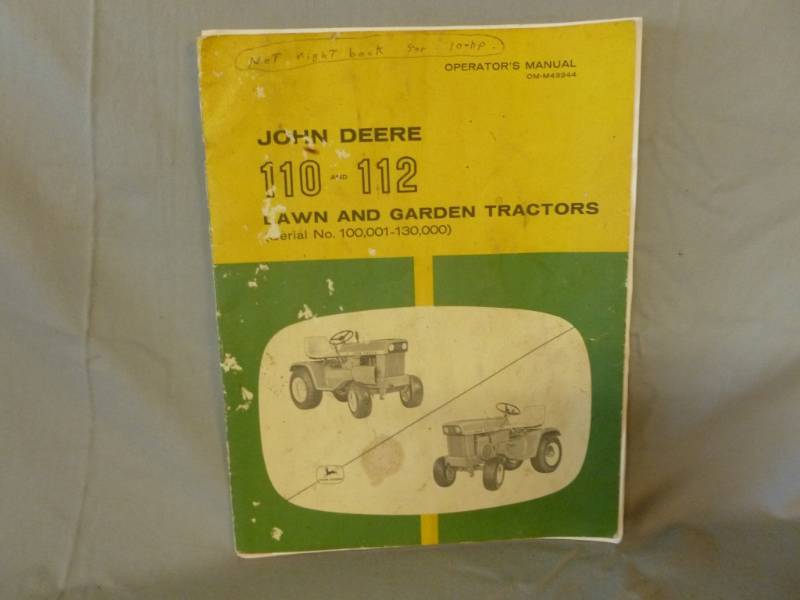 Not right book for 10-hp.
OPERATOR'S MANUAL
OM-M43944
JOHN DEERE
110 AND 112
LAWN AND GARDEN TRACTORS
(Serial No. 100,001-130,000)